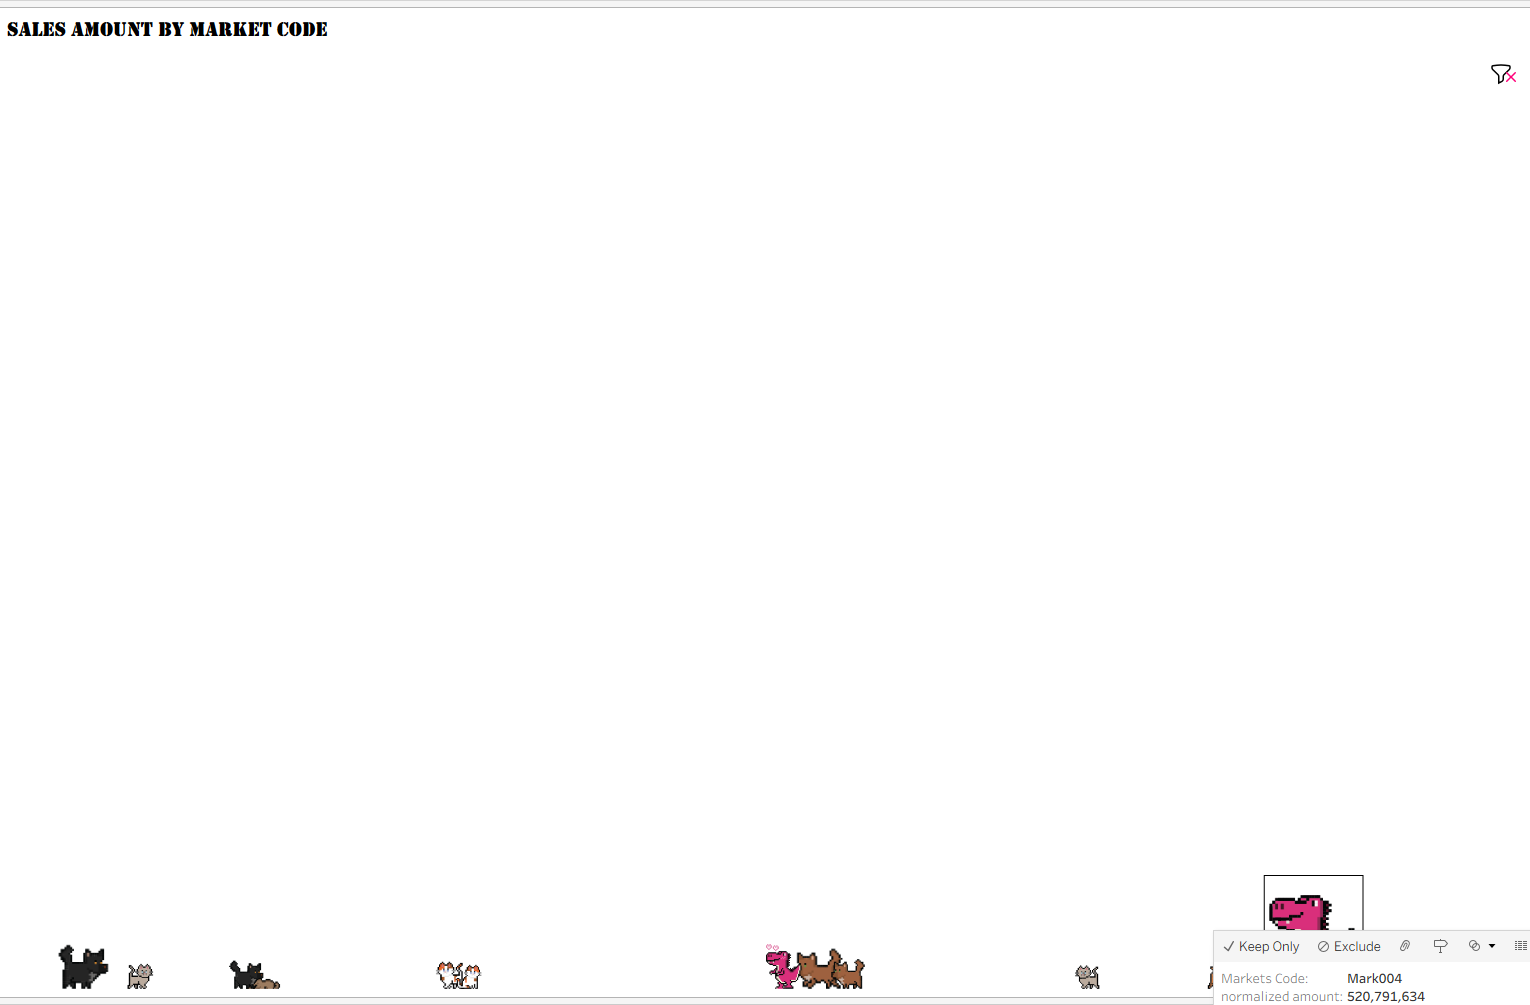 SALES AMOUNT BY MARKET CODE
Keep Only Exclude
Markets Code: Mark004
normalized amount: 520,791,634